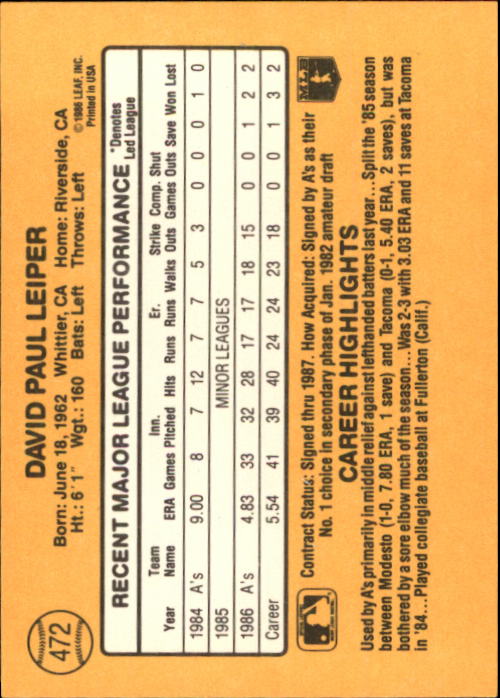 472
DAVID PAUL LEIPER
Born: June 18, 1962 Whittler, CA Home: Riverside, CA
Ht.: 6'1" Wgt.: 160 Bats: Left Throws: Left
© 1986 LEAF, INC.
Printed in USA
RECENT MAJOR LEAGUE PERFORMANCE *Denotes Led League
Year Team Name ERA Games Inn. Pitched Hits Runs Er. Runs Walks Strike Outs Comp. Games Shut Outs Save Won Lost
1984 A's 9.00 8 7 12 7 7 5 3 0 0 0 1 0
1985 MINOR LEAGUES
1986 A's 4.83 33 32 28 17 17 18 15 0 0 1 2 2
Career 5.54 41 39 40 24 24 23 18 0 0 1 3 2
Contract Status: Signed thru 1987. How Acquired: Signed by A's as their
No. 1 choice in secondary phase of Jan. 1982 amateur draft
MLB
CAREER HIGHLIGHTS
Used by A's primarily in middle relief against lefthanded batters last year...Split the '85 season
between Modesto (1-0, 7.80 ERA, 1 save) and Tacoma (0-1, 5.40 ERA, 2 saves), but was
bothered by a sore elbow much of the season...Was 2-3 with 3.03 ERA and 11 saves at Tacoma
in '84...Played collegiate baseball at Fullerton (Calif.)